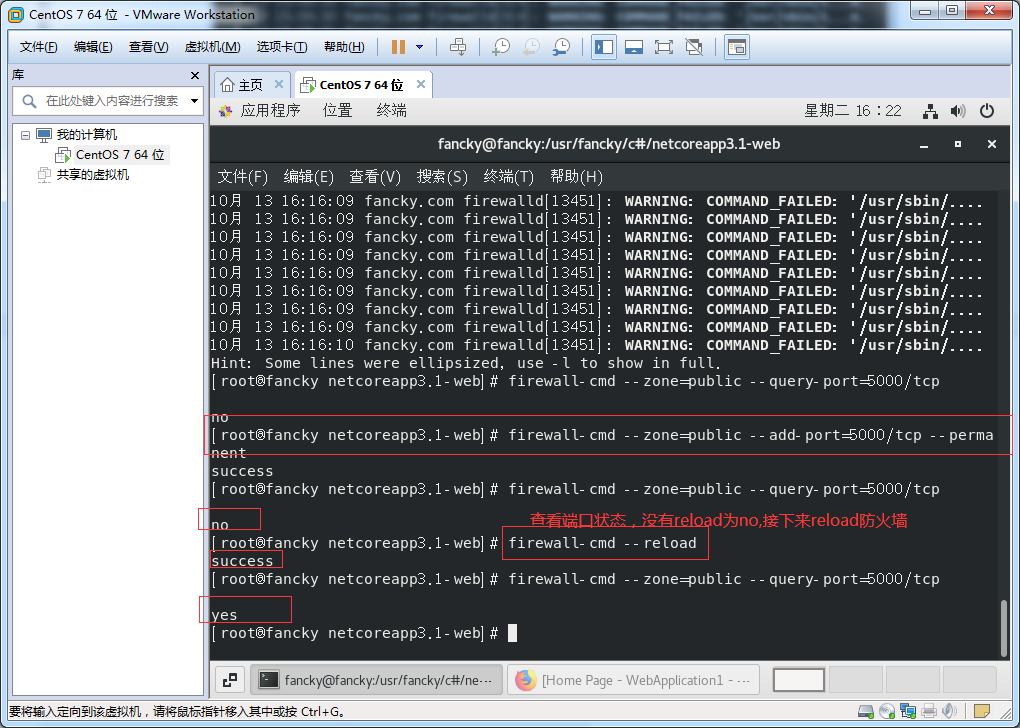 CentOS 7 64 位 - VMware Workstation
文件(F) 编辑(E) 查看(V) 虚拟机(M) 选项卡(T) 帮助(H)
库
在此处键入内容进行搜索
我的计算机
CentOS 7 64 位
共享的虚拟机
主页 CentOS 7 64 位
应用程序 位置 终端 星期二 16：22
fancky@fancky:/usr/fancky/c#/netcoreapp3.1-web
文件(F) 编辑(E) 查看(V) 搜索(S) 终端(T) 帮助(H)
10月 13 16:16:09 fancky.com firewalld[13451]: WARNING: COMMAND_FAILED: '/usr/sbin/....
10月 13 16:16:09 fancky.com firewalld[13451]: WARNING: COMMAND_FAILED: '/usr/sbin/....
10月 13 16:16:09 fancky.com firewalld[13451]: WARNING: COMMAND_FAILED: '/usr/sbin/....
10月 13 16:16:09 fancky.com firewalld[13451]: WARNING: COMMAND_FAILED: '/usr/sbin/....
10月 13 16:16:09 fancky.com firewalld[13451]: WARNING: COMMAND_FAILED: '/usr/sbin/....
10月 13 16:16:09 fancky.com firewalld[13451]: WARNING: COMMAND_FAILED: '/usr/sbin/....
10月 13 16:16:09 fancky.com firewalld[13451]: WARNING: COMMAND_FAILED: '/usr/sbin/....
10月 13 16:16:09 fancky.com firewalld[13451]: WARNING: COMMAND_FAILED: '/usr/sbin/....
10月 13 16:16:10 fancky.com firewalld[13451]: WARNING: COMMAND_FAILED: '/usr/sbin/....
Hint: Some lines were ellipsized, use -l to show in full.
[root@fancky netcoreapp3.1-web]# firewall-cmd --zone=public --query-port=5000/tcp
no
[root@fancky netcoreapp3.1-web]# firewall-cmd --zone=public --add-port=5000/tcp --perma
nent
success
[root@fancky netcoreapp3.1-web]# firewall-cmd --zone=public --query-port=5000/tcp
no
查看端口状态，没有reload为no,接下来reload防火墙
[root@fancky netcoreapp3.1-web]# firewall-cmd --reload
success
[root@fancky netcoreapp3.1-web]# firewall-cmd --zone=public --query-port=5000/tcp
yes
[root@fancky netcoreapp3.1-web]#
fancky@fancky:/usr/fancky/c#/ne··· [Home Page - WebApplication1 - ···
要将输入定向到该虚拟机，请将鼠标指针移入其中或按 Ctrl+G。